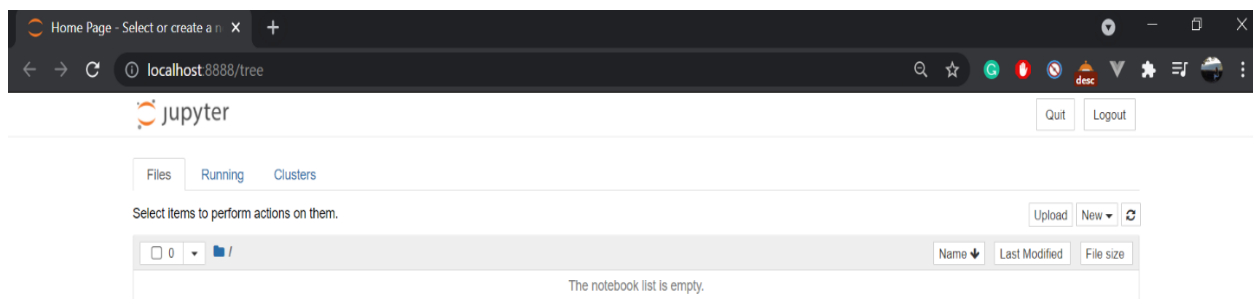 Home Page - Select or create a n
localhost:8888/tree
desc
jupyter
Quit Logout
Files Running Clusters
Select items to perform actions on them.
Upload New
0 / Name Last Modified File size
The notebook list is empty.